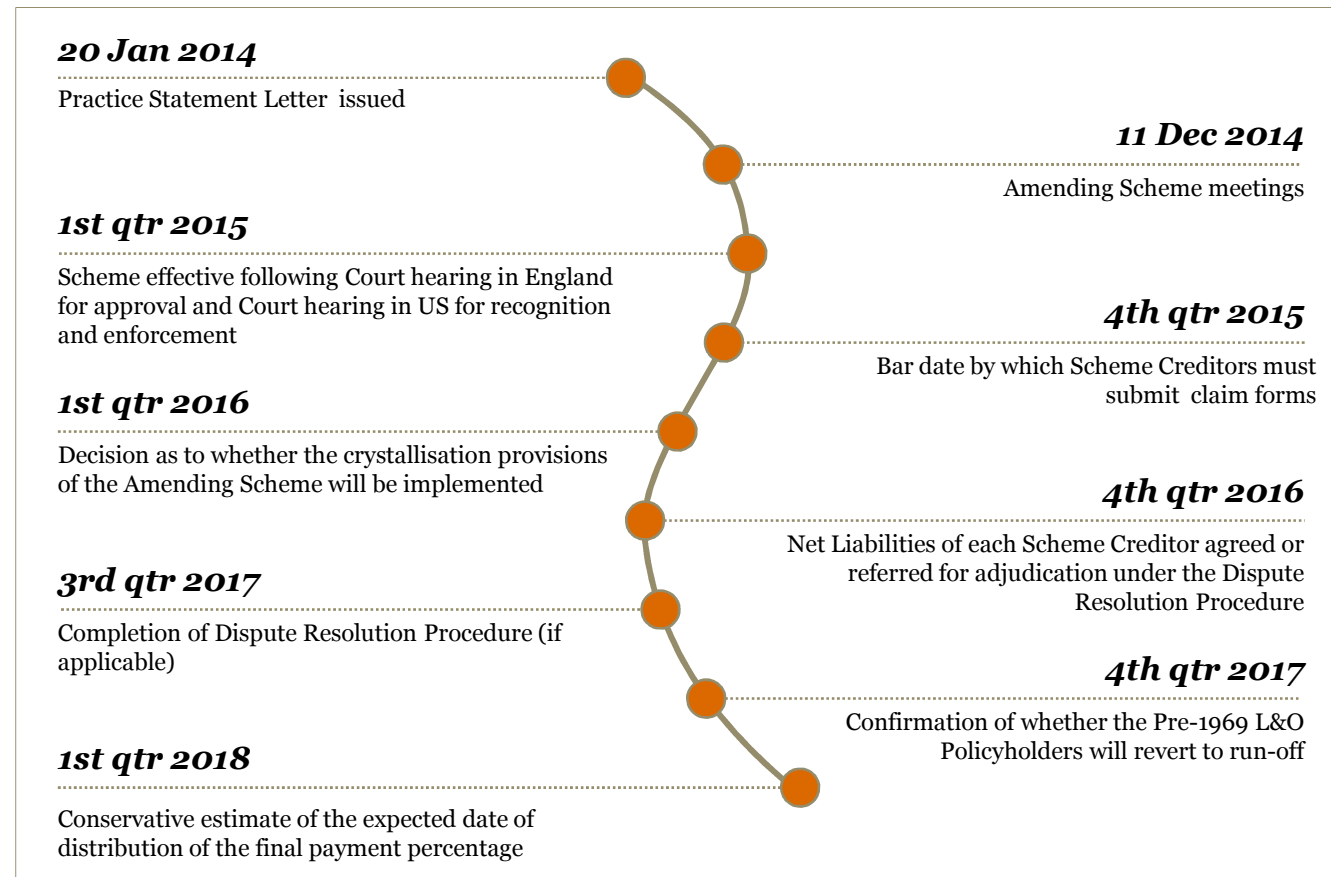 20 Jan 2014
Practice Statement Letter issued
11 Dec 2014
Amending Scheme meetings
1st qtr 2015
Scheme effective following Court hearing in England
for approval and Court hearing in US for recognition
and enforcement
4th qtr 2015
Bar date by which Scheme Creditors must
submit claim forms
1st qtr 2016
Decision as to whether the crystallisation provisions
of the Amending Scheme will be implemented
4th qtr 2016
Net Liabilities of each Scheme Creditor agreed or
referred for adjudication under the Dispute
Resolution Procedure
3rd qtr 2017
Completion of Dispute Resolution Procedure (if
applicable)
4th qtr 2017
Confirmation of whether the Pre-1969 L&O
Policyholders will revert to run-off
1st qtr 2018
Conservative estimate of the expected date of
distribution of the final payment percentage